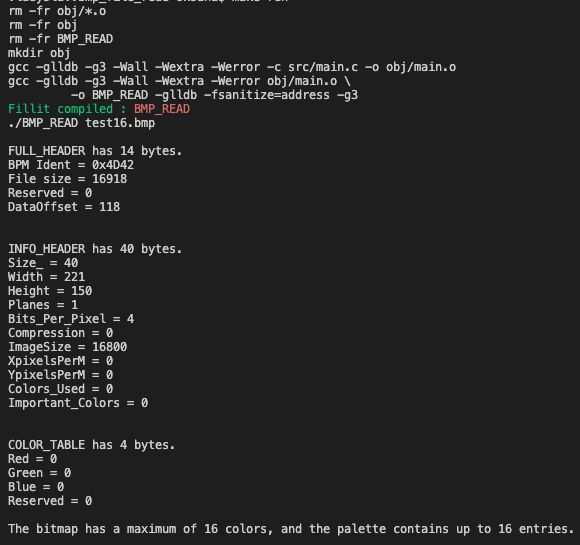 rm -fr obj/*.o
rm -fr obj
rm -fr BMP_READ
mkdir obj
gcc -glldb -g3 -Wall -Wextra -Werror -c src/main.c -o obj/main.o
gcc -glldb -g3 -Wall -Wextra -Werror obj/main.o \
-o BMP_READ -glldb -fsanitize=address -g3
Fillit compiled : BMP_READ
./BMP_READ test16.bmp
FULL_HEADER has 14 bytes.
BPM Ident = 0x4D42
File size = 16918
Reserved = 0
DataOffset = 118
INFO_HEADER has 40 bytes.
Size_ = 40
Width = 221
Height = 150
Planes = 1
Bits_Per_Pixel = 4
Compression = 0
ImageSize = 16800
XpixelsPerM = 0
YpixelsPerM = 0
Colors_Used = 0
Important_Colors = 0
COLOR_TABLE has 4 bytes.
Red = 0
Green = 0
Blue = 0
Reserved = 0
The bitmap has a maximum of 16 colors, and the palette contains up to 16 entries.